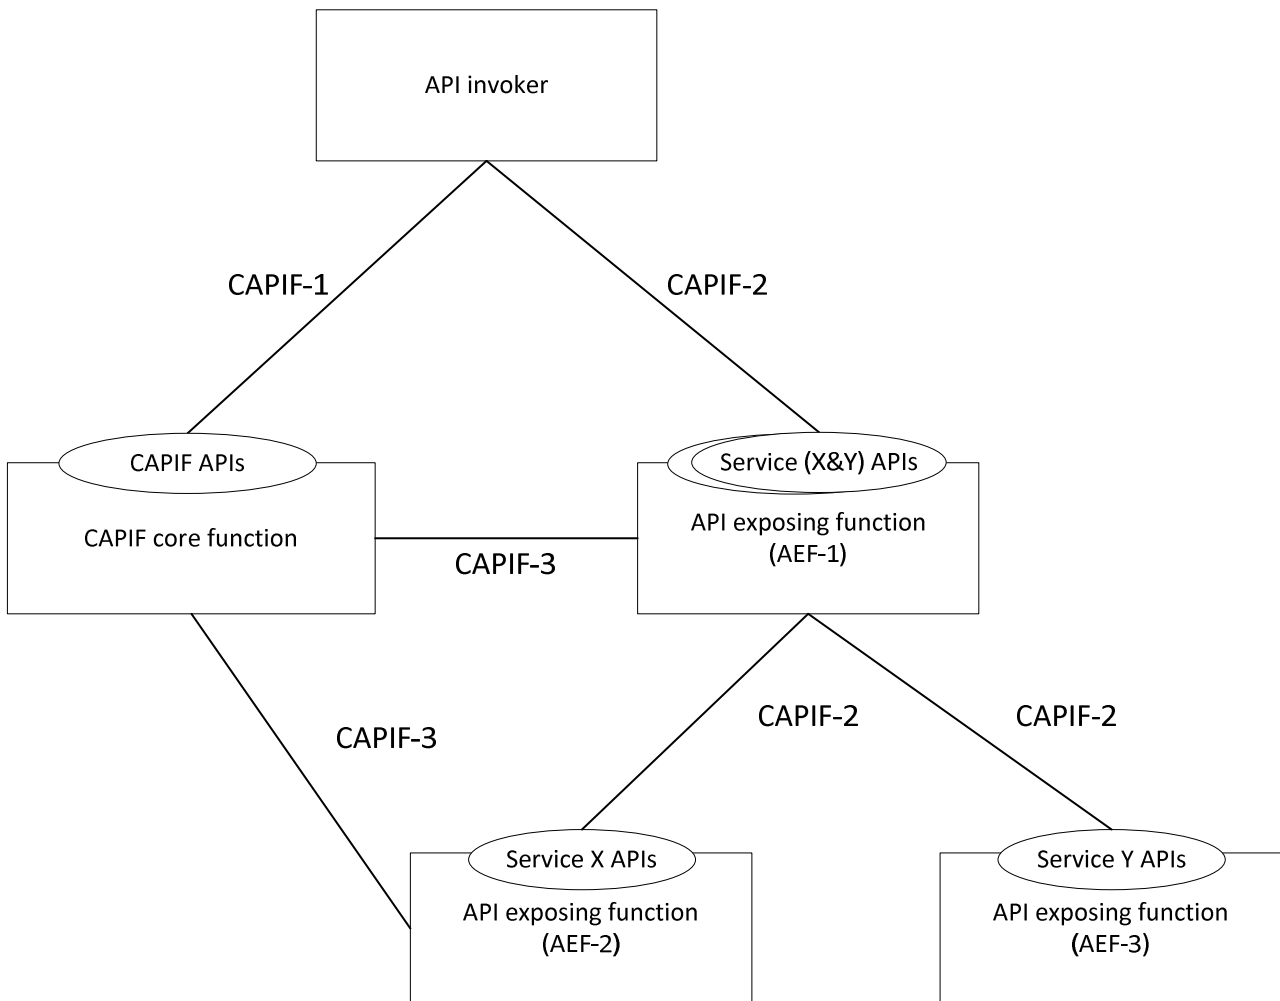 API invoker
CAPIF-1
CAPIF-2
CAPIF APIs
Service (X&Y) APIs
CAPIF core function
API exposing function
(AEF-1)
CAPIF-3
CAPIF-2
CAPIF-2
CAPIF-3
Service X APIs
Service Y APIs
API exposing function
(AEF-2)
API exposing function
(AEF-3)